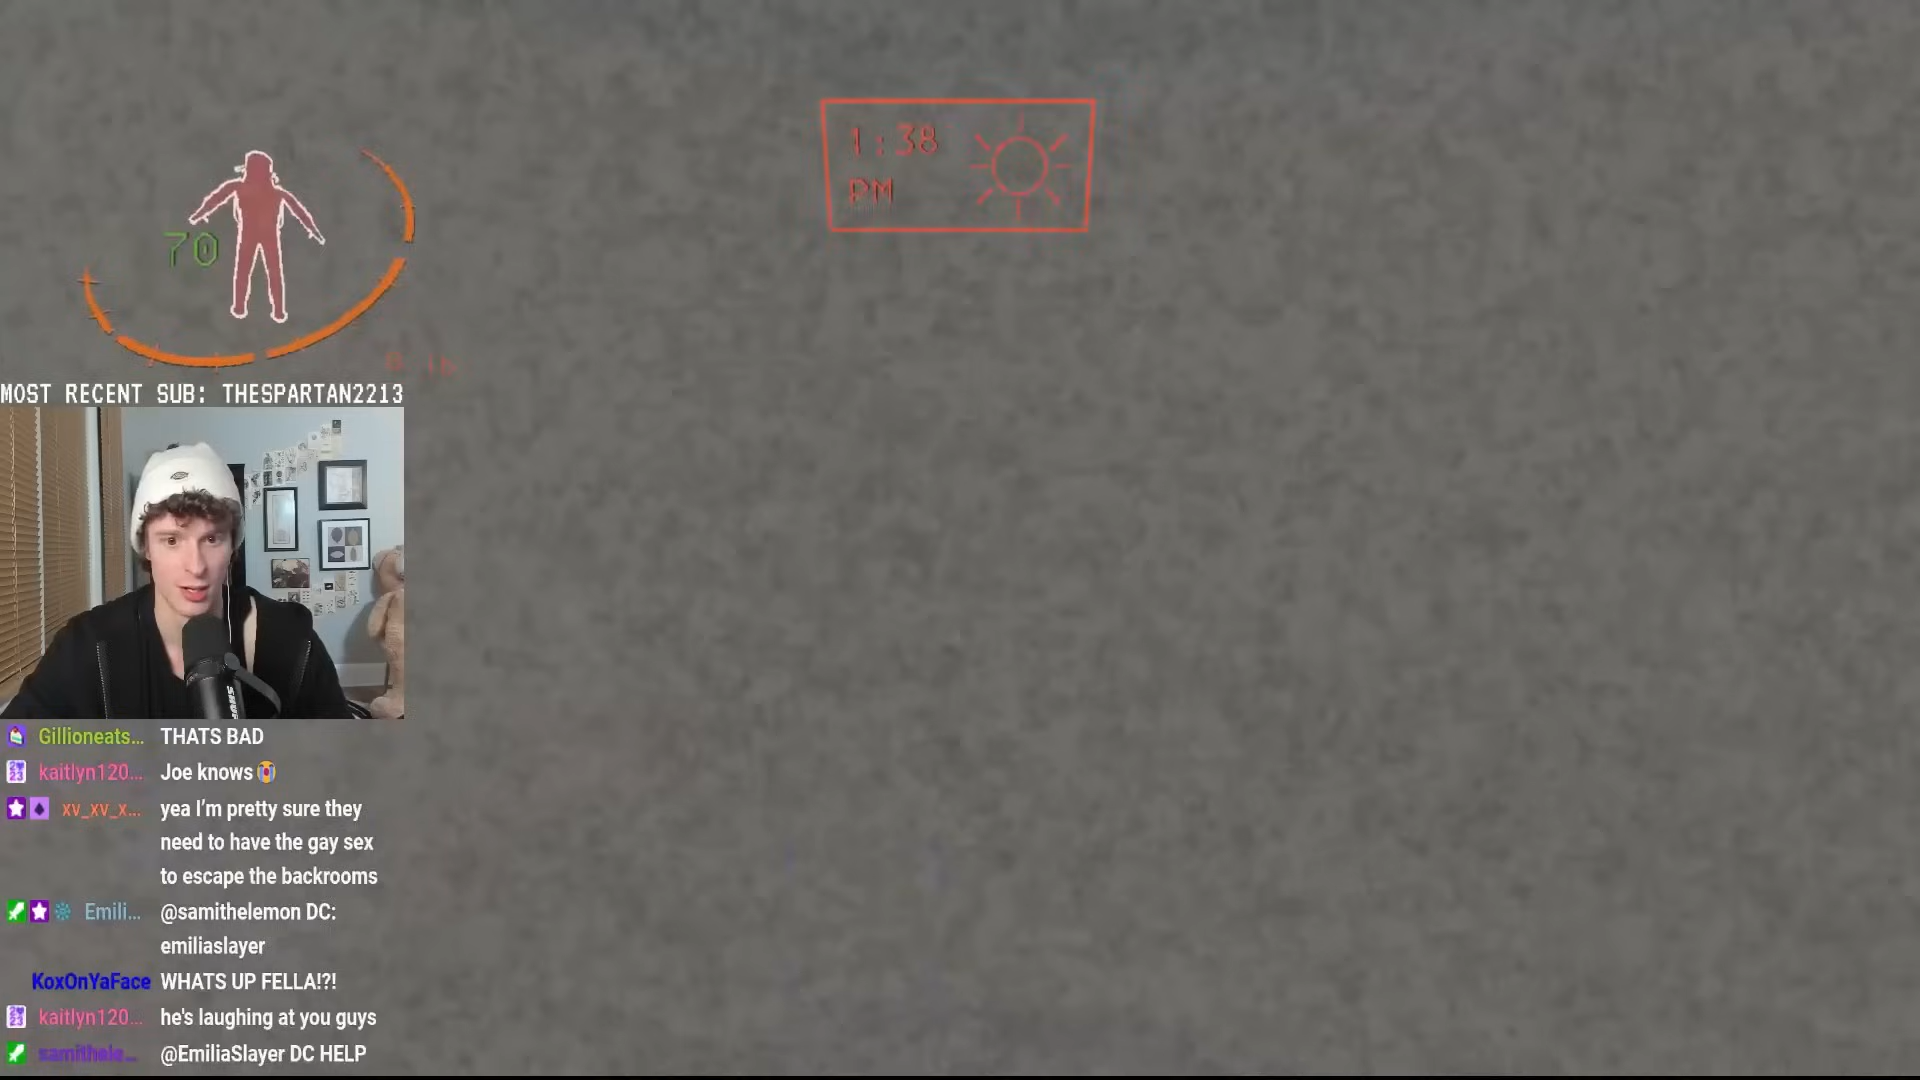 1:38
PM
70
MOST RECENT SUB: THESPARTAN2213
Gillioneats... THATS BAD
kaitlyn120... Joe knows😭
xv_xv_x... yea I’m pretty sure they
need to have the gay sex
to escape the backrooms
Emili... @samithelemon DC:
emiliaslayer
KoxOnYaFace WHATS UP FELLA!?!
kaitlyn120... he's laughing at you guys
samithele... @EmiliaSlayer DC HELP